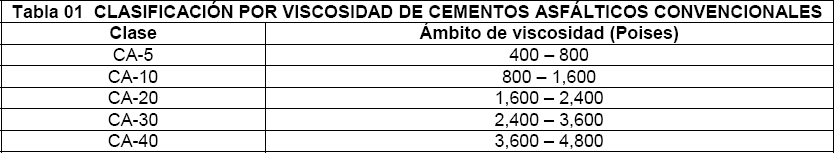 Tabla 01 CLASIFICACIÓN POR VISCOSIDAD DE CEMENTOS ASFÁLTICOS CONVENCIONALES
Clase Ámbito de viscosidad (Poises)
CA-5 400 – 800
CA-10 800 – 1,600
CA-20 1,600 – 2,400
CA-30 2,400 – 3,600
CA-40 3,600 – 4,800